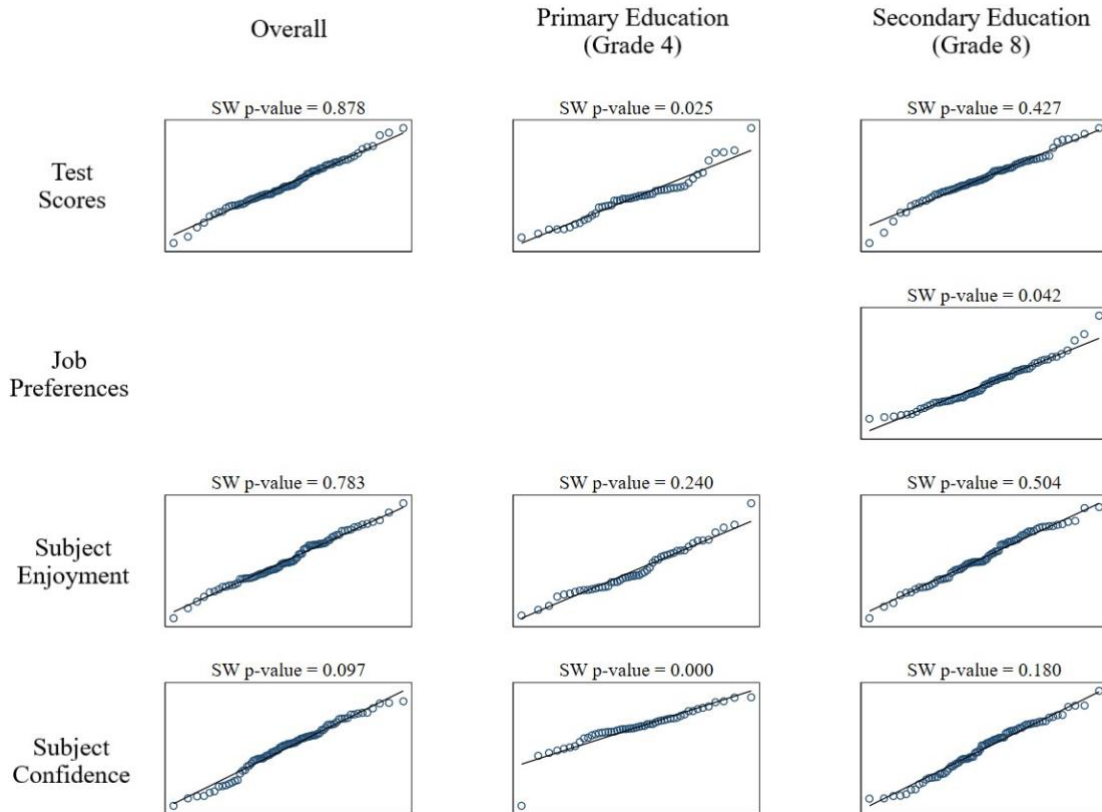 Overall
Primary Education
(Grade 4)
Secondary Education
(Grade 8)
Test
Scores
SW p-value = 0.878
SW p-value = 0.025
SW p-value = 0.427
Job
Preferences
SW p-value = 0.042
Subject
Enjoyment
SW p-value = 0.783
SW p-value = 0.240
SW p-value = 0.504
Subject
Confidence
SW p-value = 0.097
SW p-value = 0.000
SW p-value = 0.180